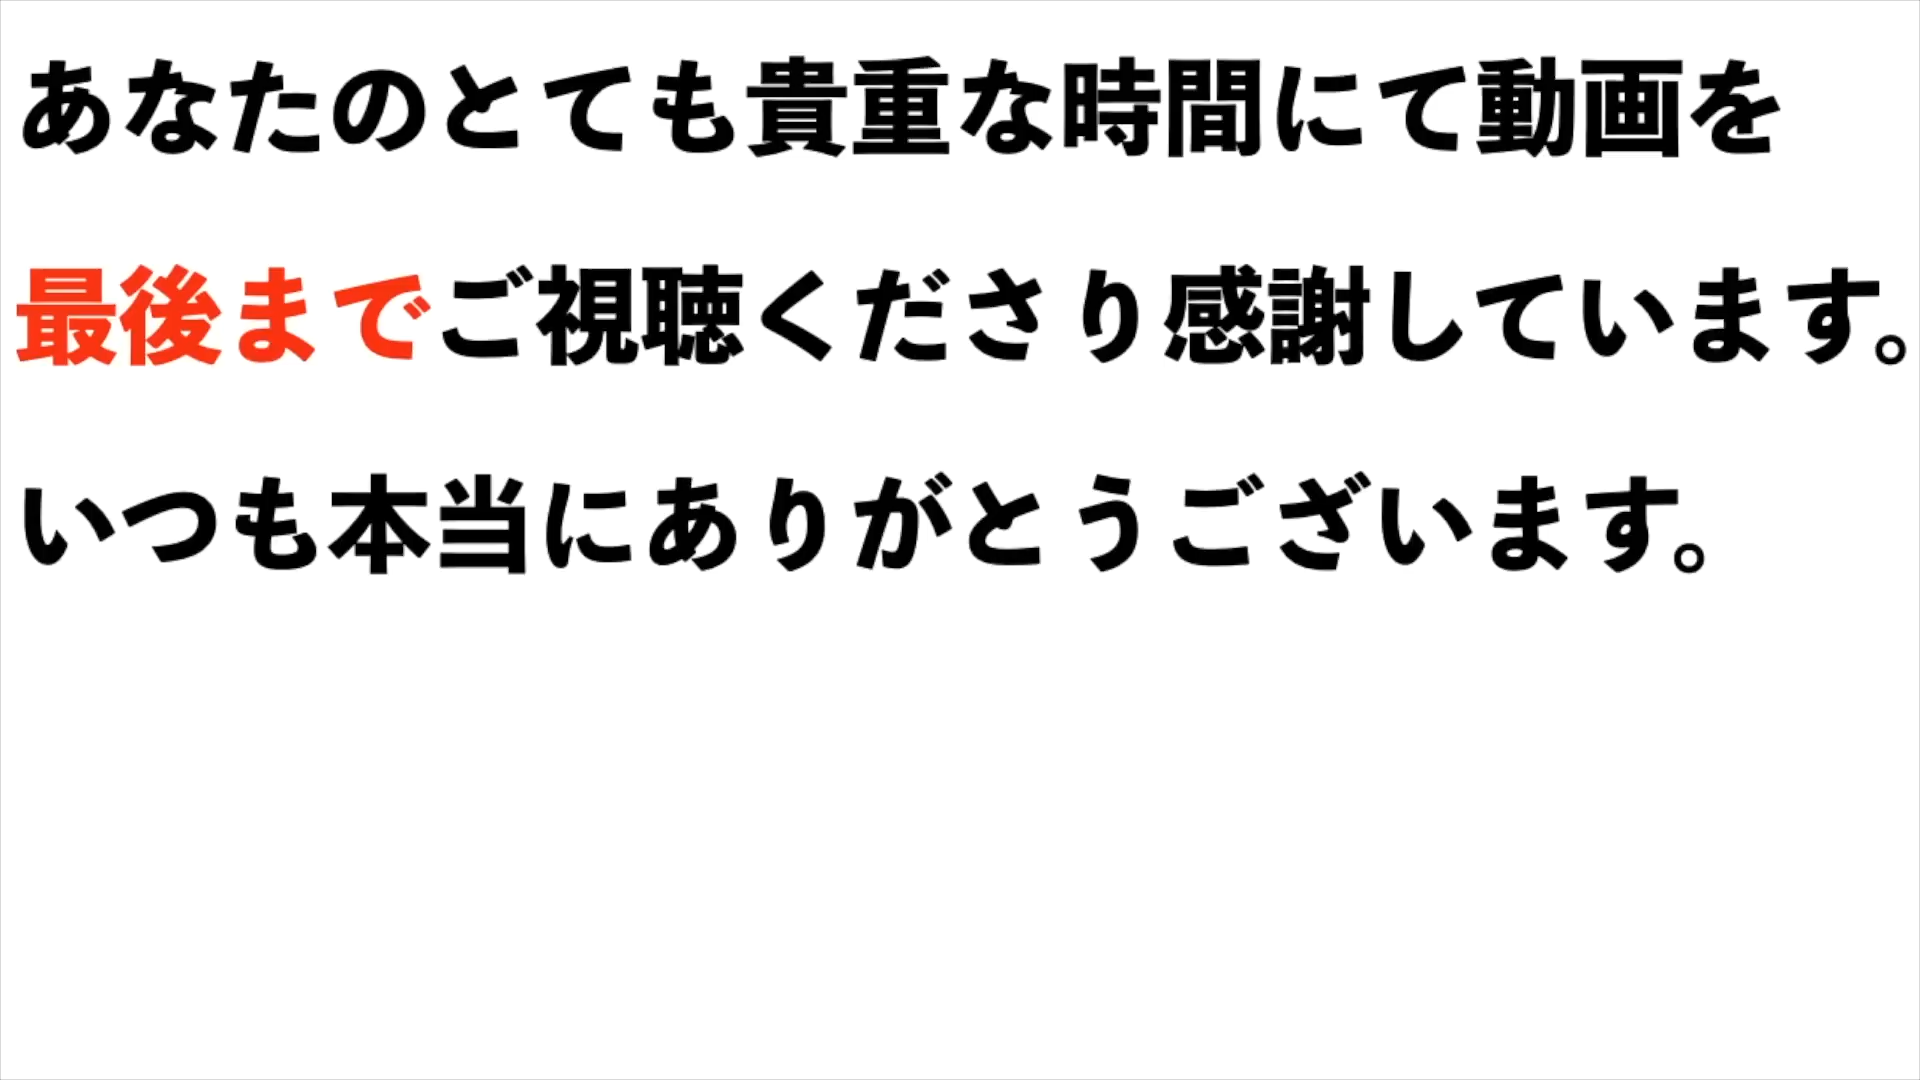 あなたのとても貴重な時間にて動画を
最後までご視聴くださり感謝しています。
いつも本当にありがとうございます。